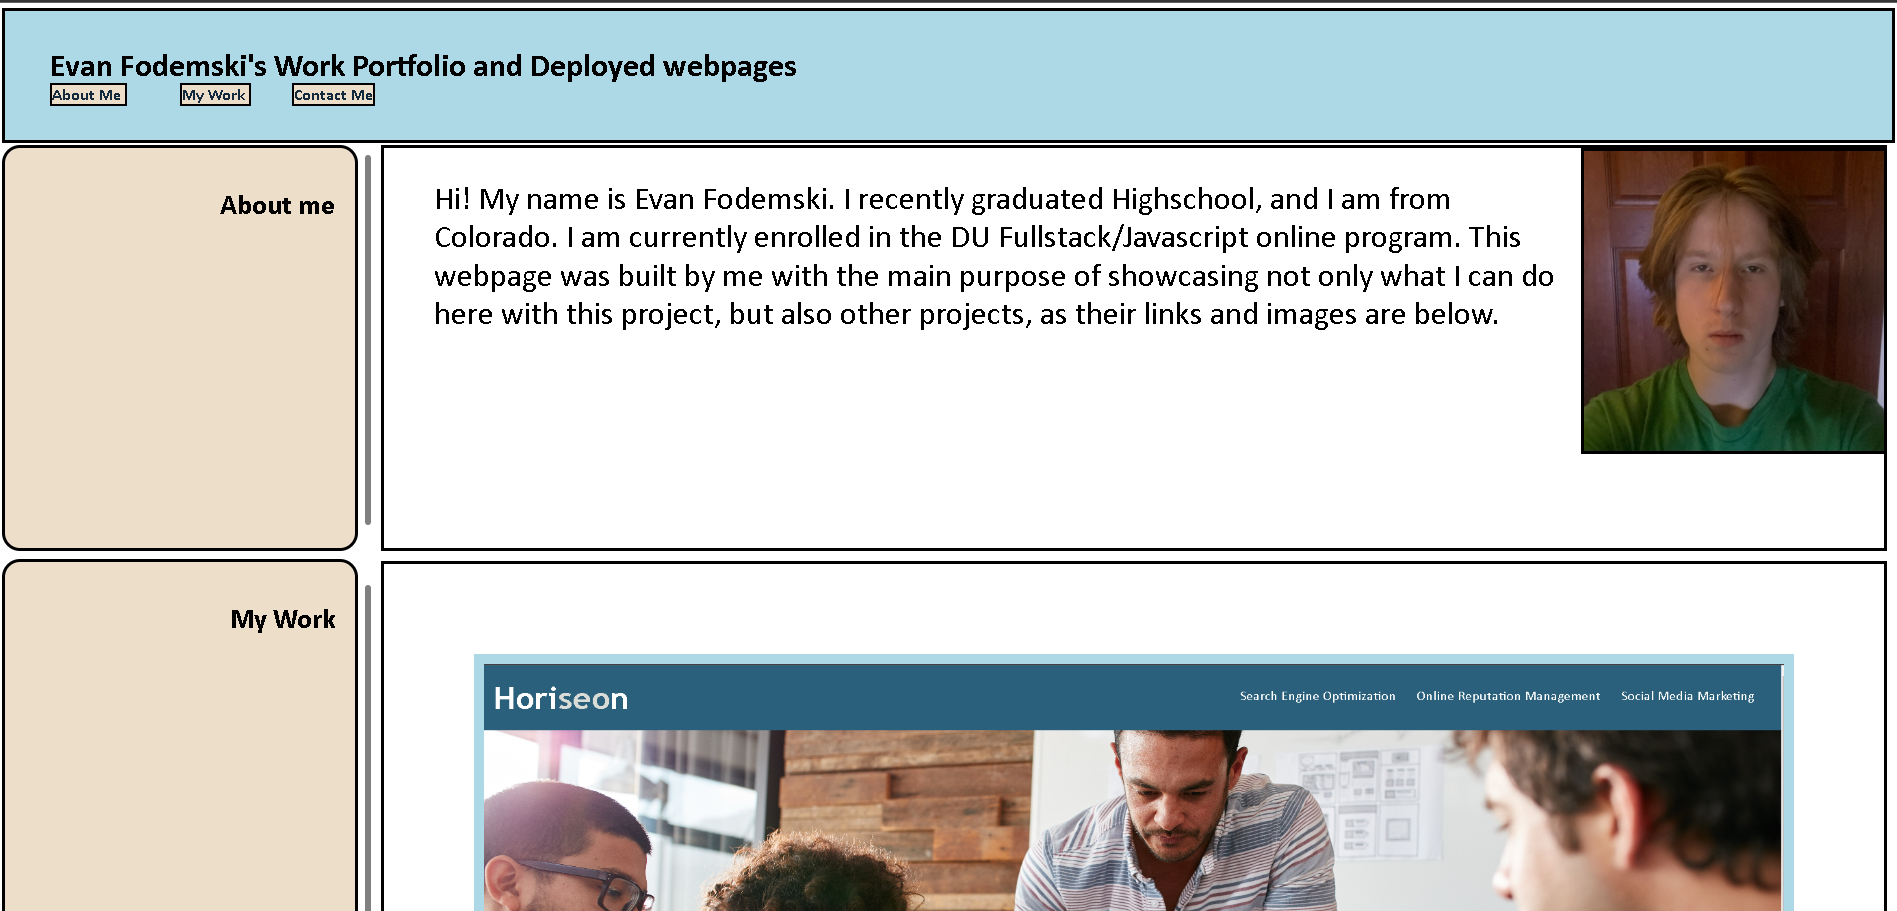 Evan Fodemski's Work Portfolio and Deployed webpages
About Me My Work Contact Me
About me
Hi! My name is Evan Fodemski. I recently graduated Highschool, and I am from
Colorado. I am currently enrolled in the DU Fullstack/Javascript online program. This
webpage was built by me with the main purpose of showcasing not only what I can do
here with this project, but also other projects, as their links and images are below.
My Work
Horiseon
Search Engine Optimization Online Reputation Management Social Media Marketing